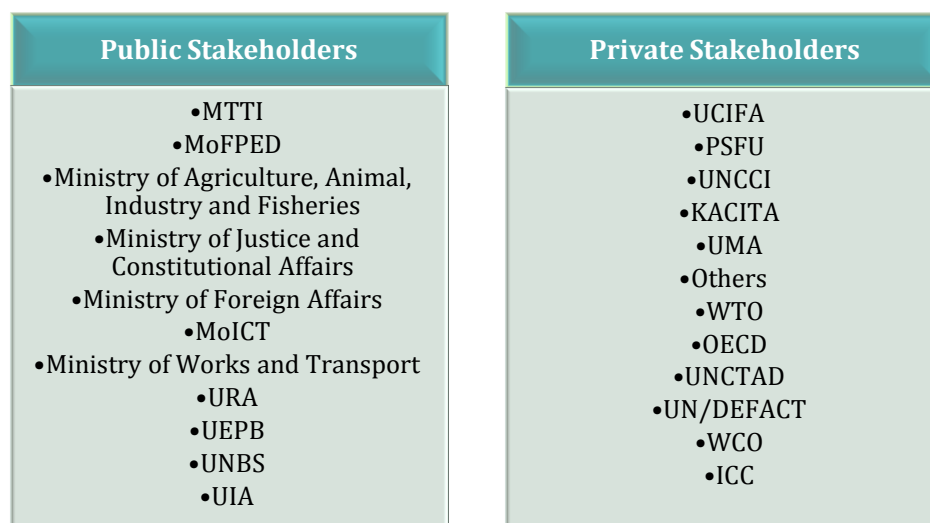 Public Stakeholders
•MTTI
•MoFPED
•Ministry of Agriculture, Animal,
Industry and Fisheries
•Ministry of Justice and
Constitutional Affairs
•Ministry of Foreign Affairs
•MoICT
•Ministry of Works and Transport
•URA
•UEPB
•UNBS
•UIA
Private Stakeholders
•UCIFA
•PSFU
•UNCCI
•KACITA
•UMA
•Others
•WTO
•OECD
•UNCTAD
•UN/DEFACT
•WCO
•ICC